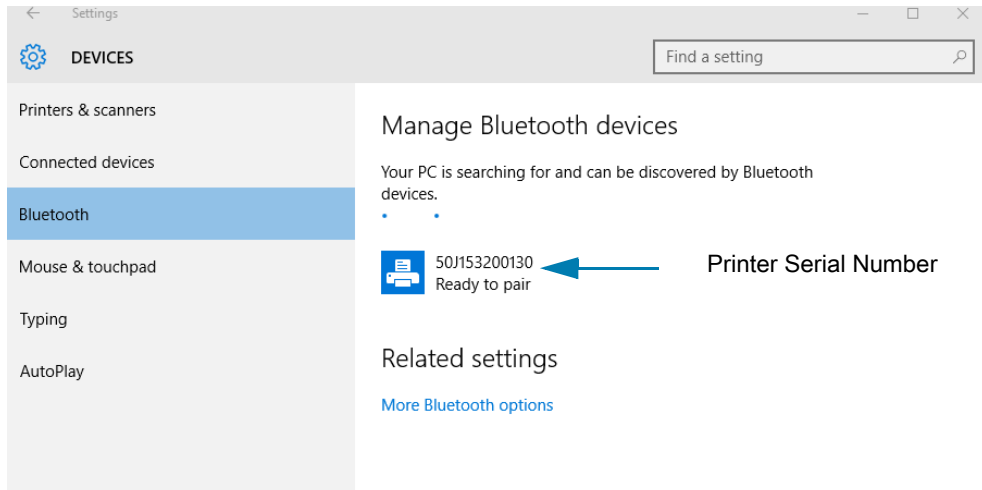 Settings
DEVICES
Find a setting
Printers & scanners
Connected devices
Bluetooth
Mouse & touchpad
Typing
AutoPlay
Manage Bluetooth devices
Your PC is searching for and can be discovered by Bluetooth
devices.
50J153200130
Ready to pair
Printer Serial Number
Related settings
More Bluetooth options